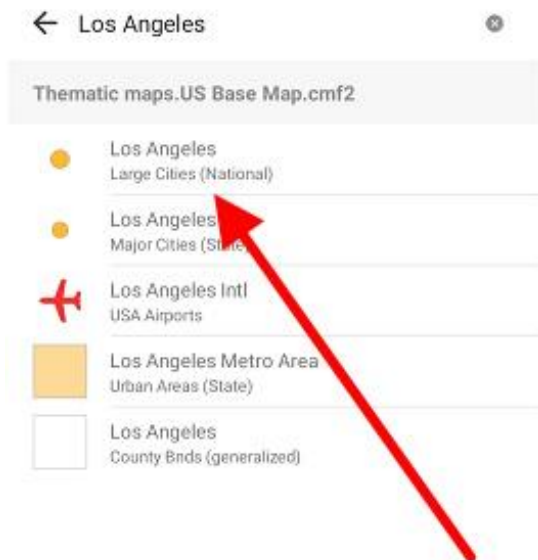 Los Angeles
Thematic maps.US Base Map.cmf2
Los Angeles
Large Cities (National)
Los Angeles
Major Cities (State)
Los Angeles Intl
USA Airports
Los Angeles Metro Area
Urban Areas (State)
Los Angeles
County Bnds (generalized)